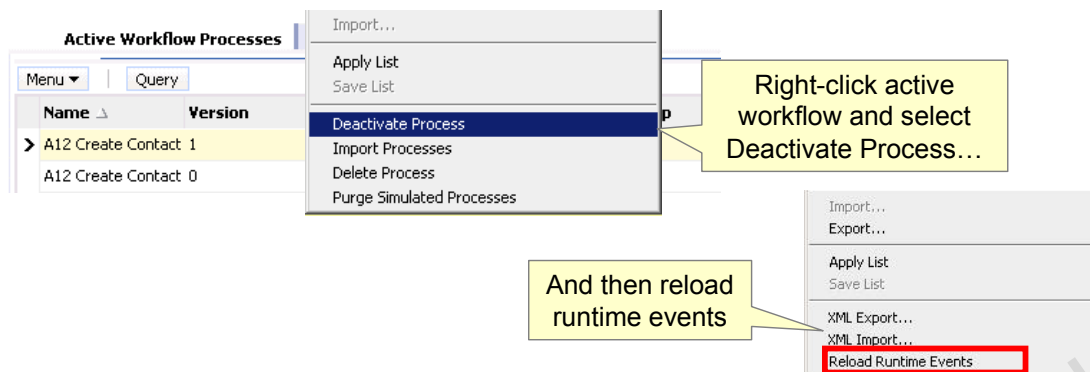 Active Workflow Processes
Menu
Query
Name
Version
A12 Create Contact 1
A12 Create Contact 0
Import...
Apply List
Save List
Deactivate Process
Import Processes
Delete Process
Purge Simulated Processes
p
Right-click active
workflow and select
Deactivate Process…
And then reload
runtime events
Import...
Export...
Apply List
Save List
XML Export...
XML Import...
Reload Runtime Events